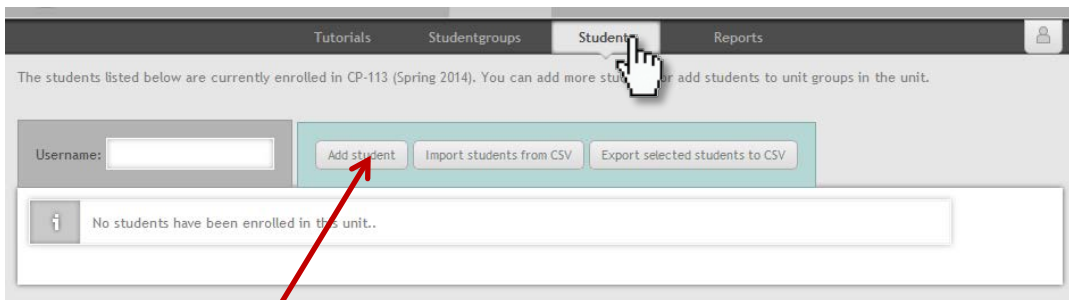 Tutorials Studentgroups Student Reports
The students listed below are currently enrolled in CP-113 (Spring 2014). You can add more stu r add students to unit groups in the unit.
Username: Add student Import students from CSV Export selected students to CSV
i No students have been enrolled in this unit..